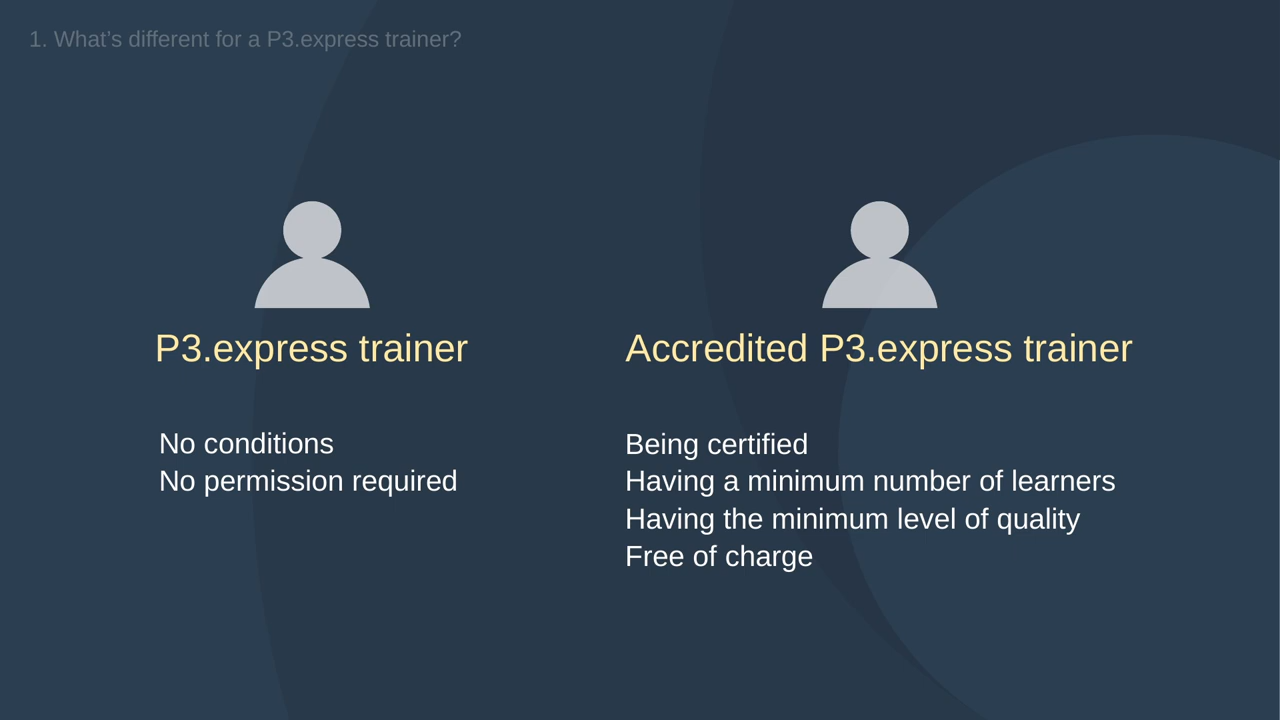 1. What’s different for a P3.express trainer?
P3.express trainer
No conditions
No permission required
Accredited P3.express trainer
Being certified
Having a minimum number of learners
Having the minimum level of quality
Free of charge